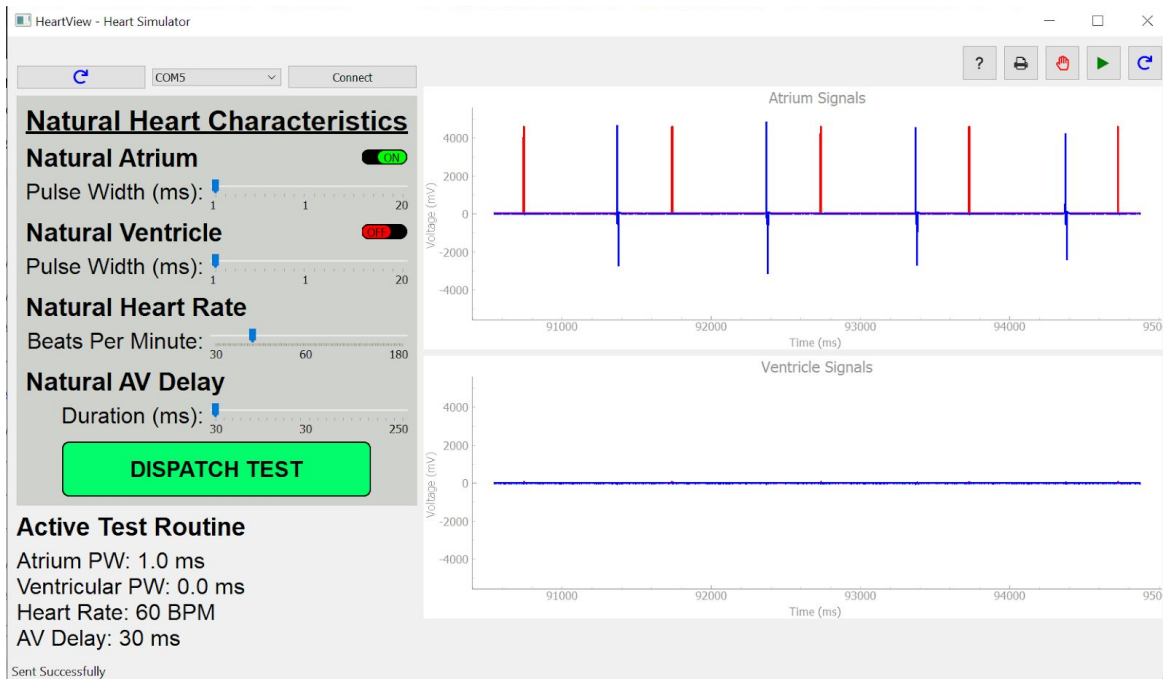 HeartView - Heart Simulator
COM5
Connect
?
Natural Heart Characteristics
Natural Atrium
ON
Pulse Width (ms):
1 1 20
Natural Ventricle
OFF
Pulse Width (ms):
1 1 20
Natural Heart Rate
Beats Per Minute:
30 60 180
Natural AV Delay
Duration (ms):
30 30 250
DISPATCH TEST
Active Test Routine
Atrium PW: 1.0 ms
Ventricular PW: 0.0 ms
Heart Rate: 60 BPM
AV Delay: 30 ms
Sent Successfully
Atrium Signals
Voltage (mV)
4000
2000
0
-2000
-4000
91000 92000 93000 94000 950
Time (ms)
Ventricle Signals
Voltage (mV)
4000
2000
0
-2000
-4000
91000 92000 93000 94000 950
Time (ms)